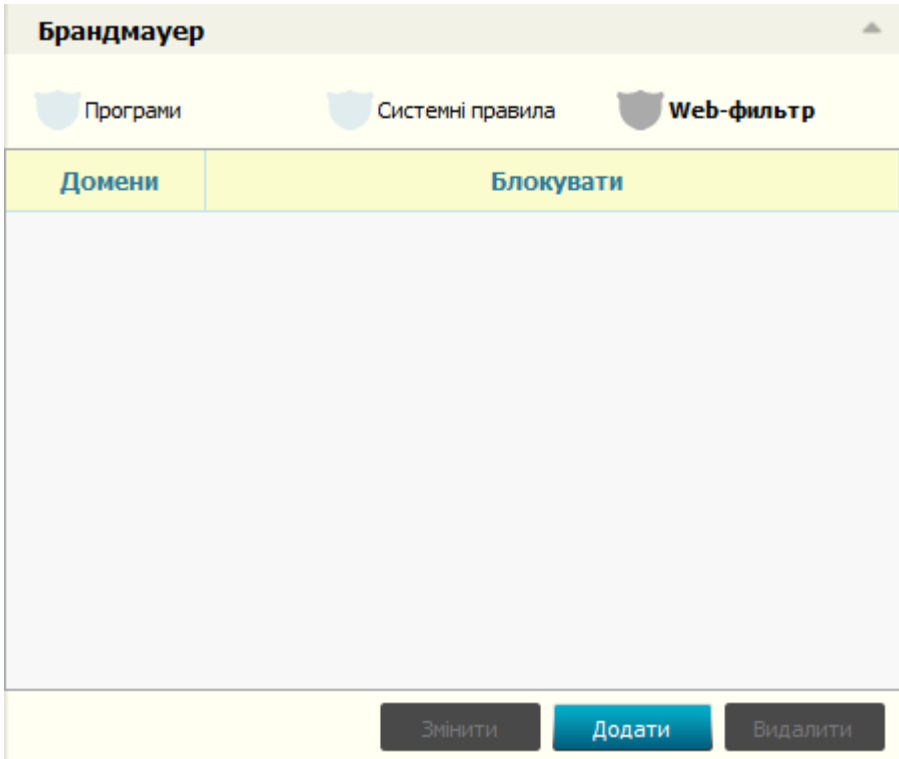 Брандмауер
Програми Системні правила Web-фильтр
Домени Блокувати
Змінити Додати Видалити